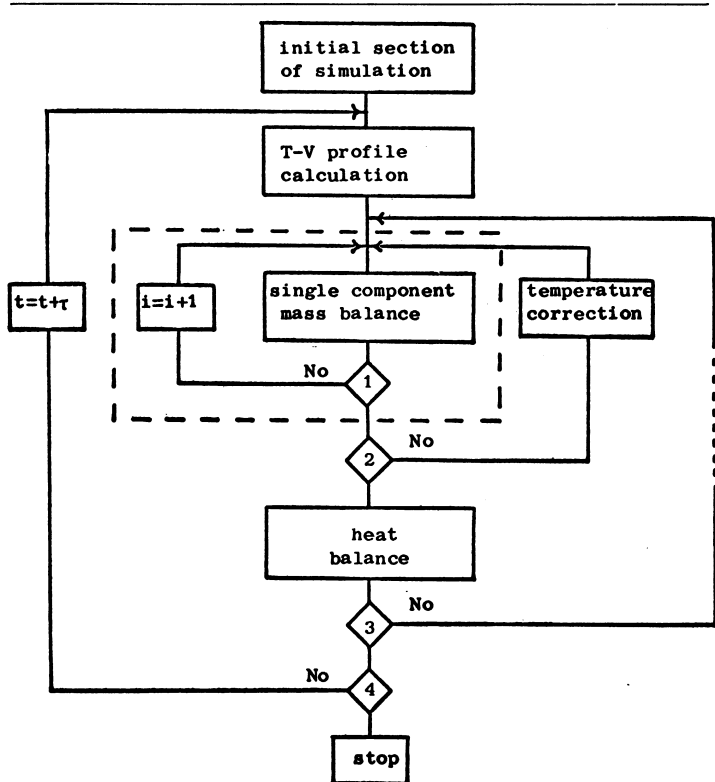 initial section
of simulation
T-V profile
calculation
t=t+τ
i=i+1
single component
mass balance
temperature
correction
No
1
No
2
heat
balance
No
3
No
4
stop